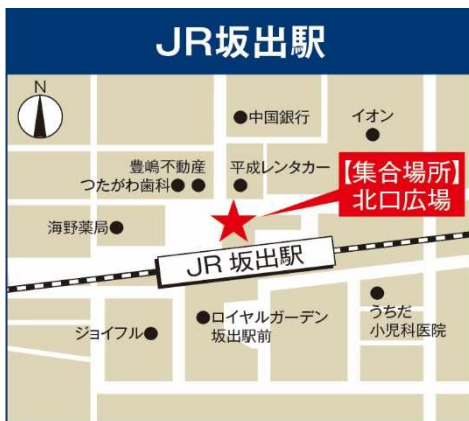 JR坂出駅
N
中国銀行
イオン
豊嶋不動産
平成レンタカー
つたがわ歯科
【集合場所】
北口広場
海野薬局
JR 坂出駅
うちだ
小児科医院
ロイヤルガーデン
坂出駅前
ジョイフル